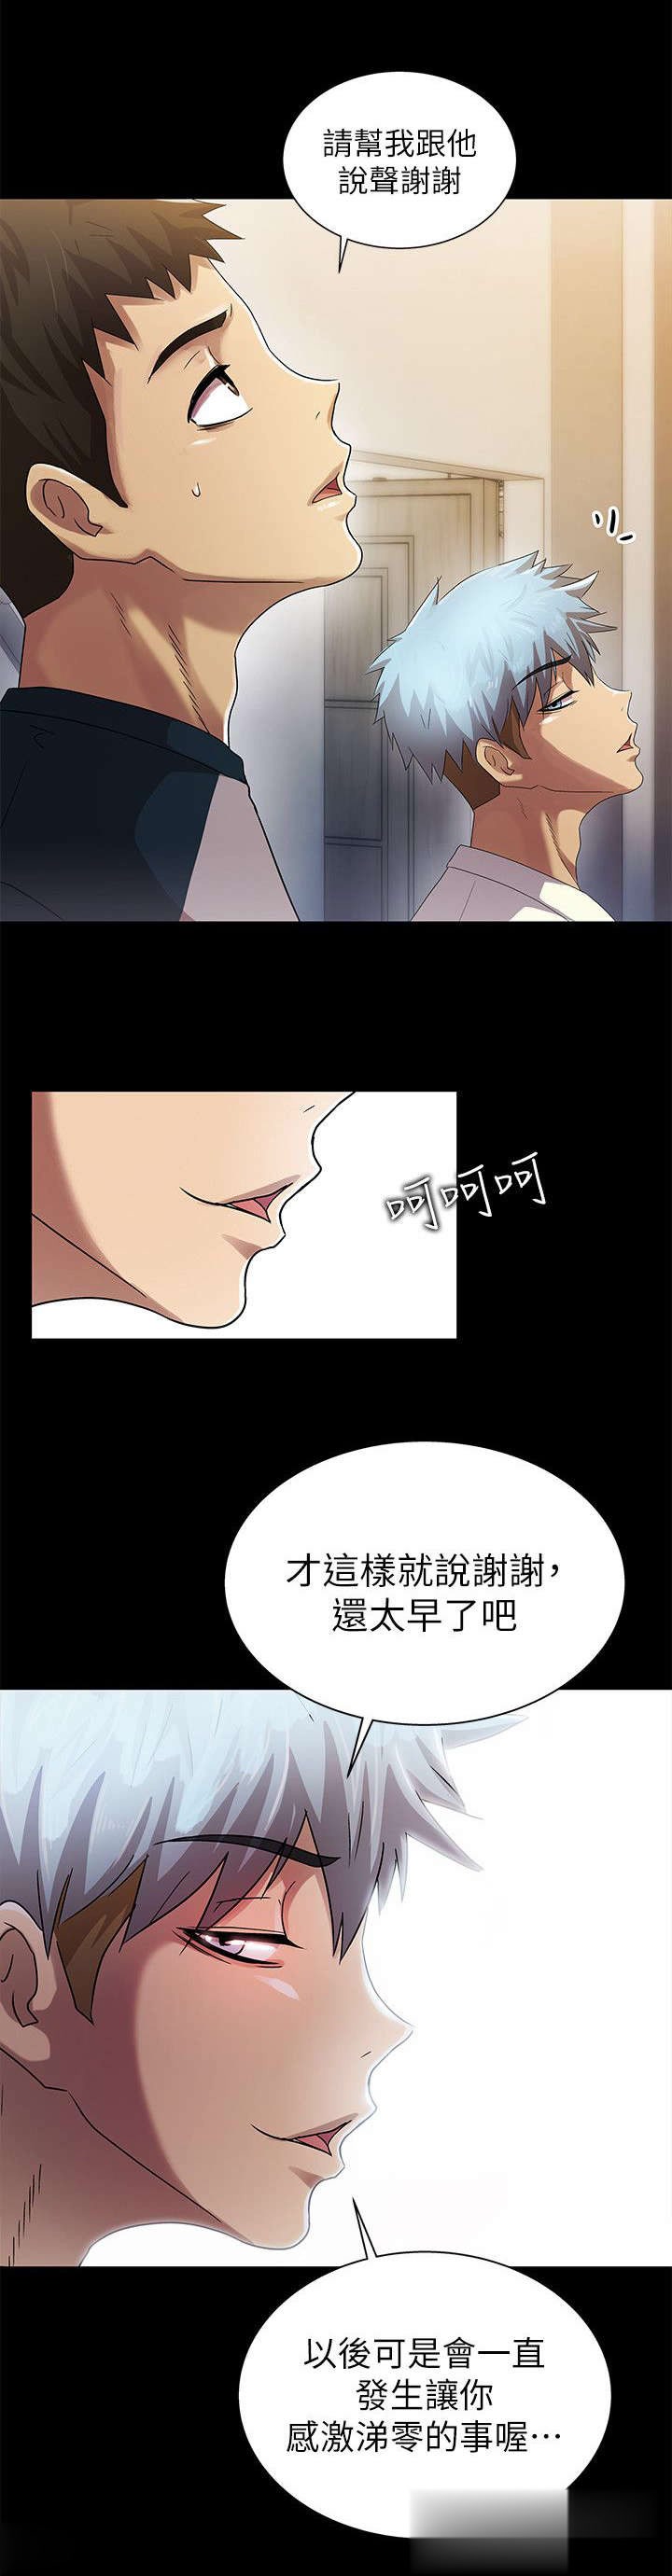 請幫我跟他
說聲謝謝
呵呵呵
才這樣就說謝謝，
還太早了吧
以後可是會一直
發生讓你
感激涕零的事喔⋯